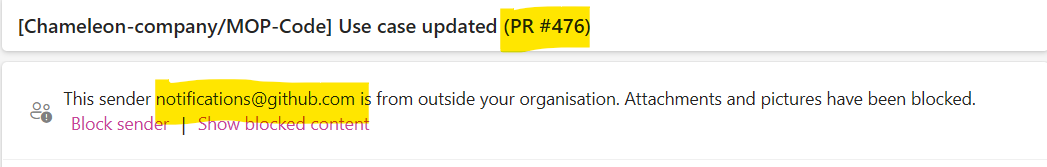 [Chameleon-company/MOP-Code] Use case updated (PR #476)
This sender notifications@github.com is from outside your organisation. Attachments and pictures have been blocked.
Block sender | Show blocked content